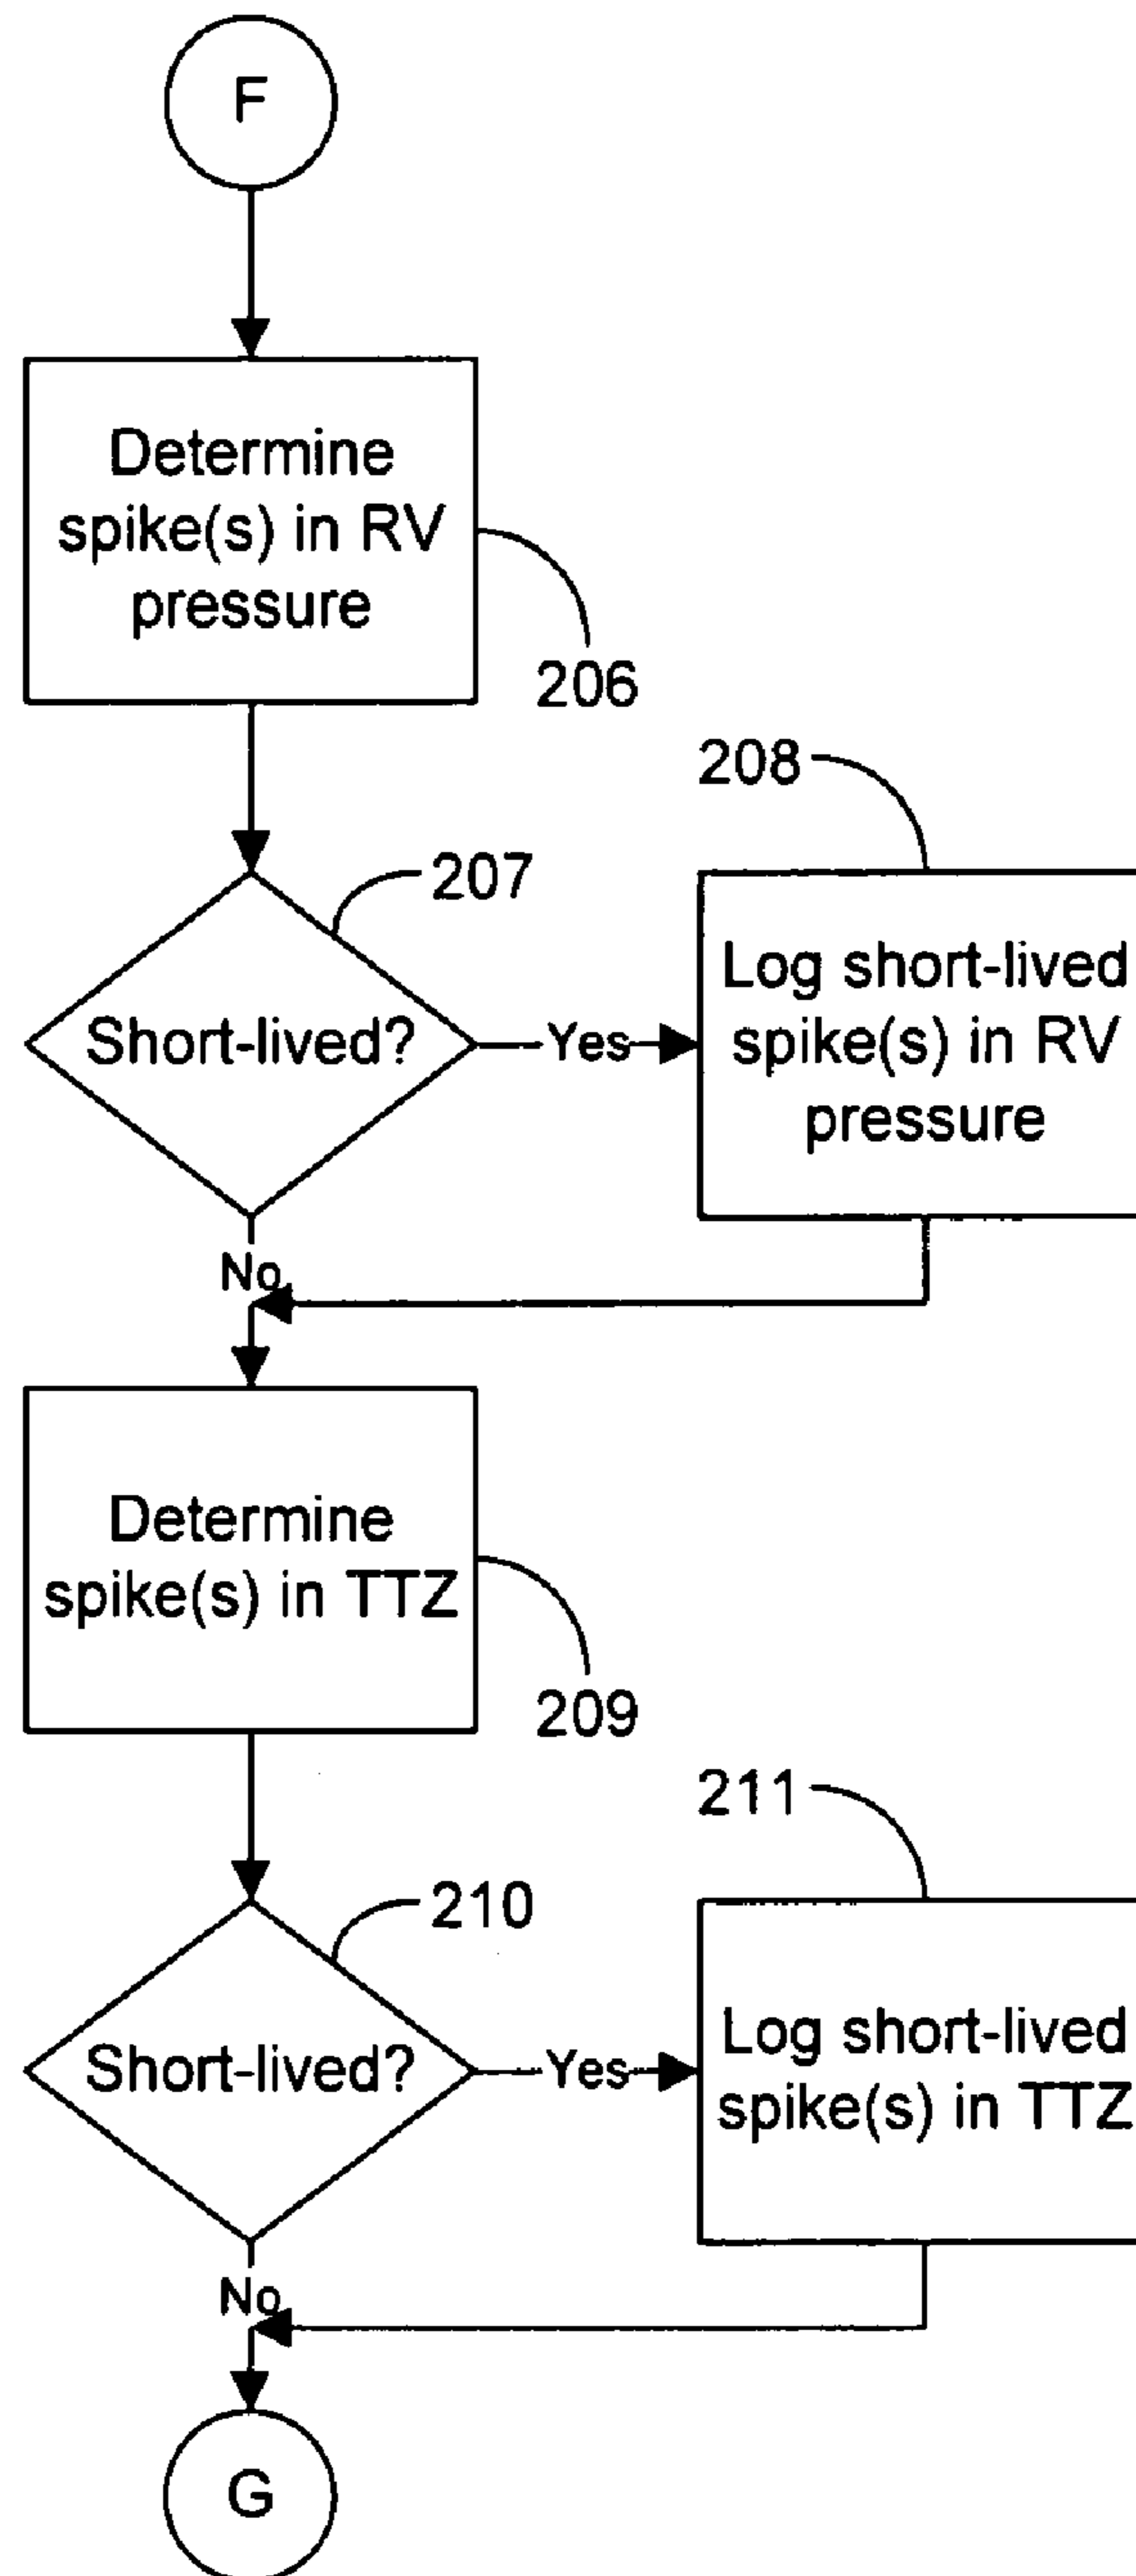 F
Determine
spike(s) in RV
pressure
206
208
207
Short-lived?
Yes
Log short-lived
spike(s) in RV
pressure
No
Determine
spike(s) in TTZ
209
211
210
Short-lived?
Yes
Log short-lived
spike(s) in TTZ
No
G